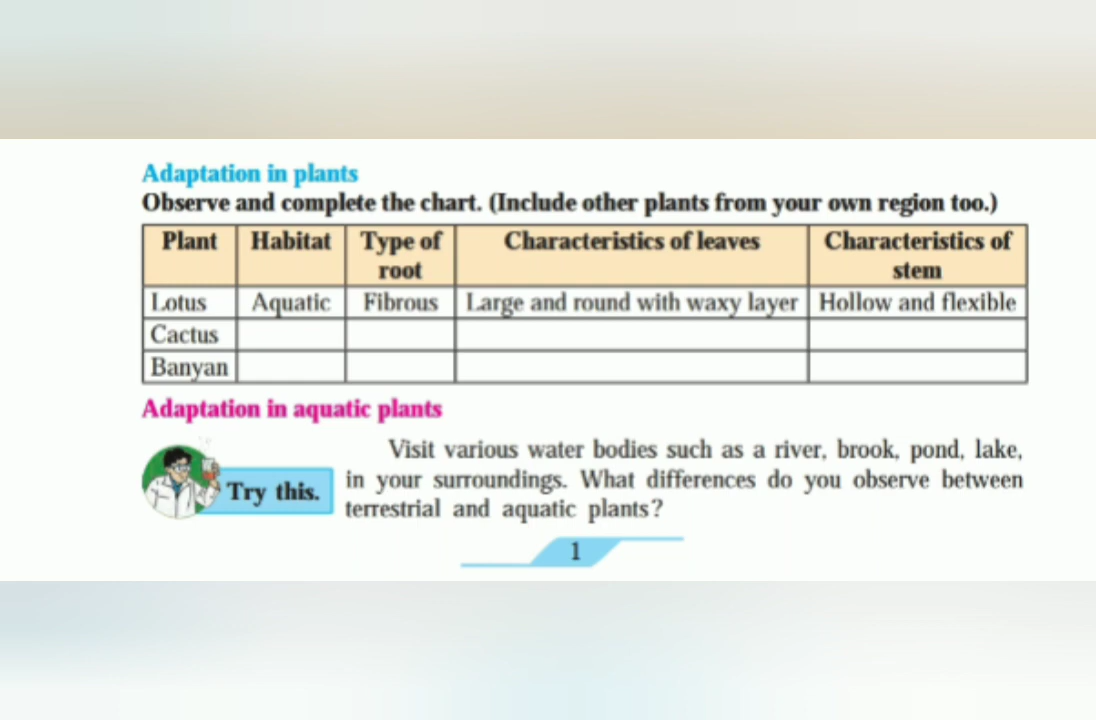 Adaptation in plants
Observe and complete the chart. (Include other plants from your own region too.)
Plant Habitat Type of root Characteristics of leaves Characteristics of stem
Lotus Aquatic Fibrous Large and round with waxy layer Hollow and flexible
Cactus
Banyan
Adaptation in aquatic plants
Try this.
Visit various water bodies such as a river, brook, pond, lake,
in your surroundings. What differences do you observe between
terrestrial and aquatic plants?
1